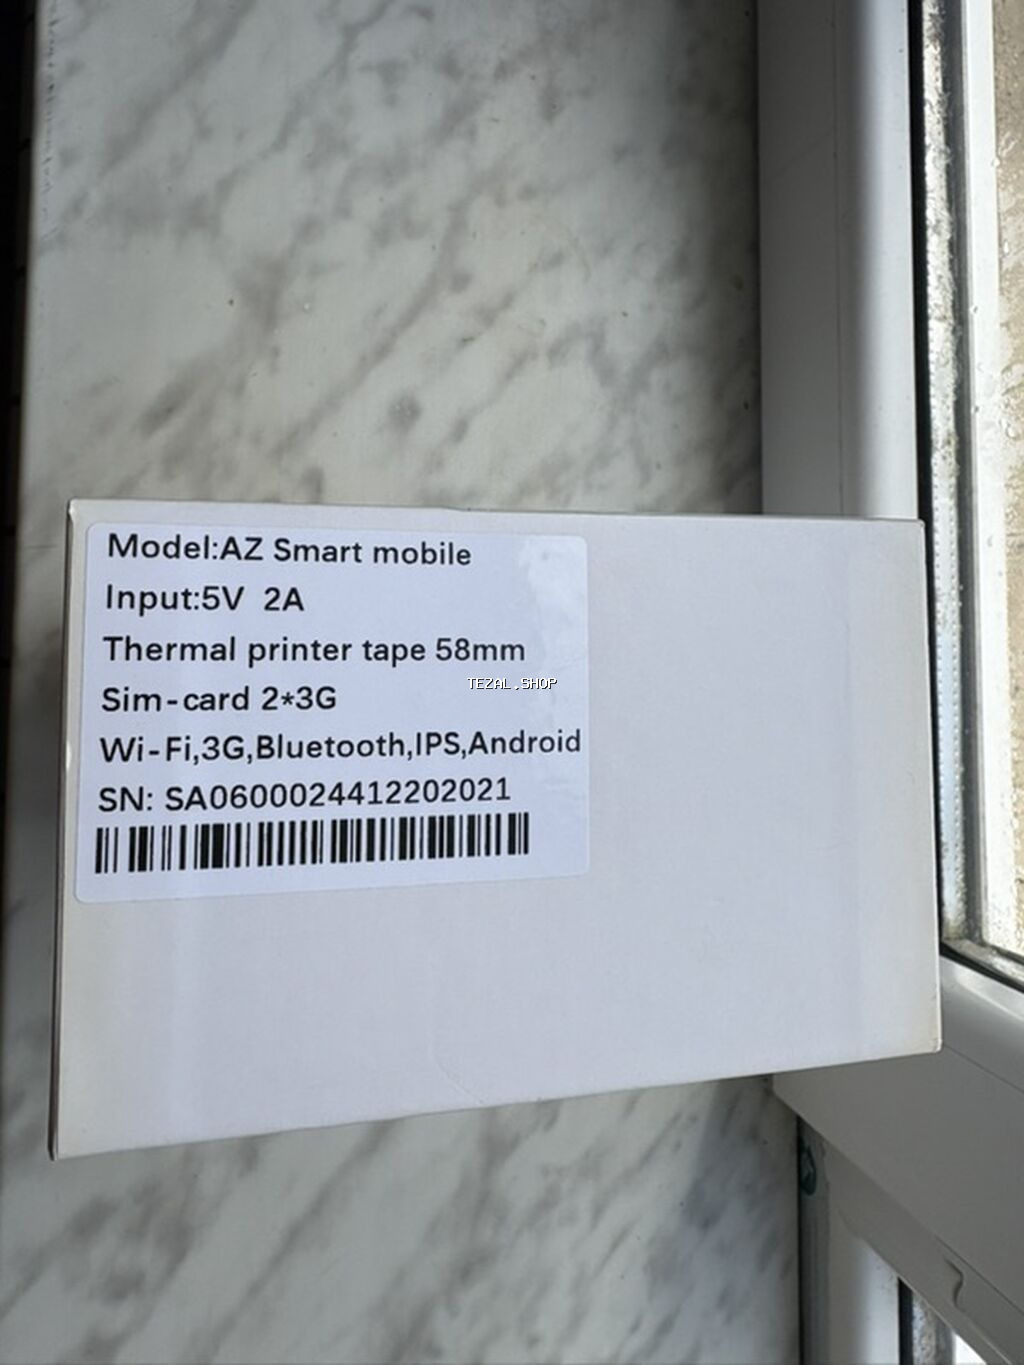 Model:AZ Smart mobile
Input:5V 2A
Thermal printer tape 58mm
TEZAL.SHOP
Sim-card 2*3G
Wi-Fi,3G,Bluetooth,IPS,Android
SN: SA0600024412202021